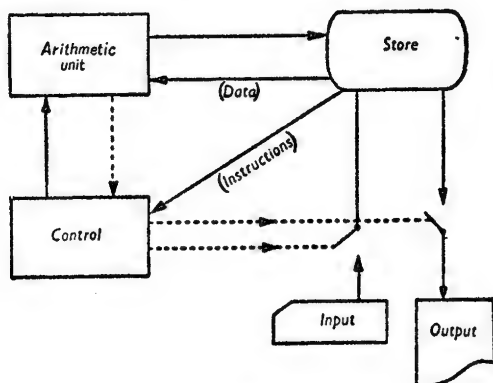 Arithmetic
unit
Store
(Data)
(Instructions)
Control
Input
Output